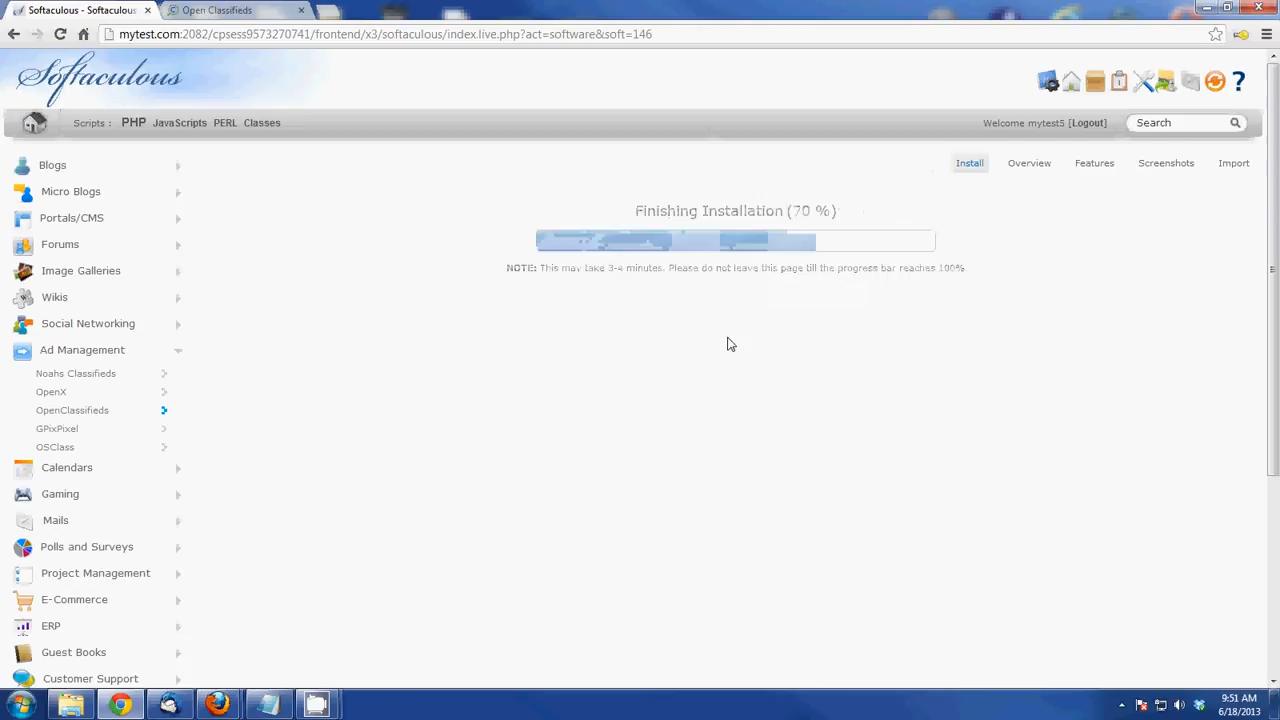 Softaculous - Softaculous
Open Classifieds
mytest.com:2082/cpsess9573270741/frontend/x3/softaculous/index.live.php?act=software&soft=146
Softaculous
Scripts : PHP JavaScripts PERL Classes
Welcome mytest5 [Logout]
Search
Install Overview Features Screenshots Import
Blogs
Micro Blogs
Portals/CMS
Forums
Image Galleries
Wikis
Social Networking
Ad Management
Noahs Classifieds
OpenX
OpenClassifieds
GPixPixel
OSClass
Calendars
Gaming
Mails
Polls and Surveys
Project Management
E-Commerce
ERP
Guest Books
Customer Support
Finishing Installation (70 %)
NOTE: This may take 3-4 minutes. Please do not leave this page till the progress bar reaches 100%
9:51 AM
6/18/2013